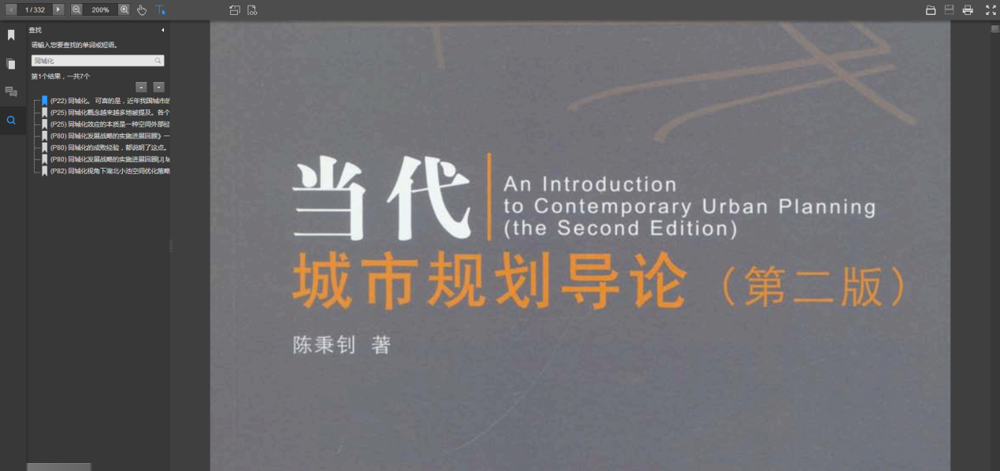 1 / 332
200%
查找
请输入您要查找的单词或短语。
同城化
第1个结果，一共7个
(P22) 同城化。 可喜的是，近年我国城市的
(P25) 同城化概念越来越多地被提及。各个
(P25) 同城化效应的本质是一种空间外部经
(P80) 同城化发展战略的实施进展回顾》一
(P80) 同城化的成败经验，都说明了这点。
(P80) 同城化发展战略的实施进展回顾[J].城
(P82) 同城化视角下湖北小池空间优化策略
当代
An Introduction
to Contemporary Urban Planning
(the Second Edition)
城市规划导论（第二版）
陈秉钊 著